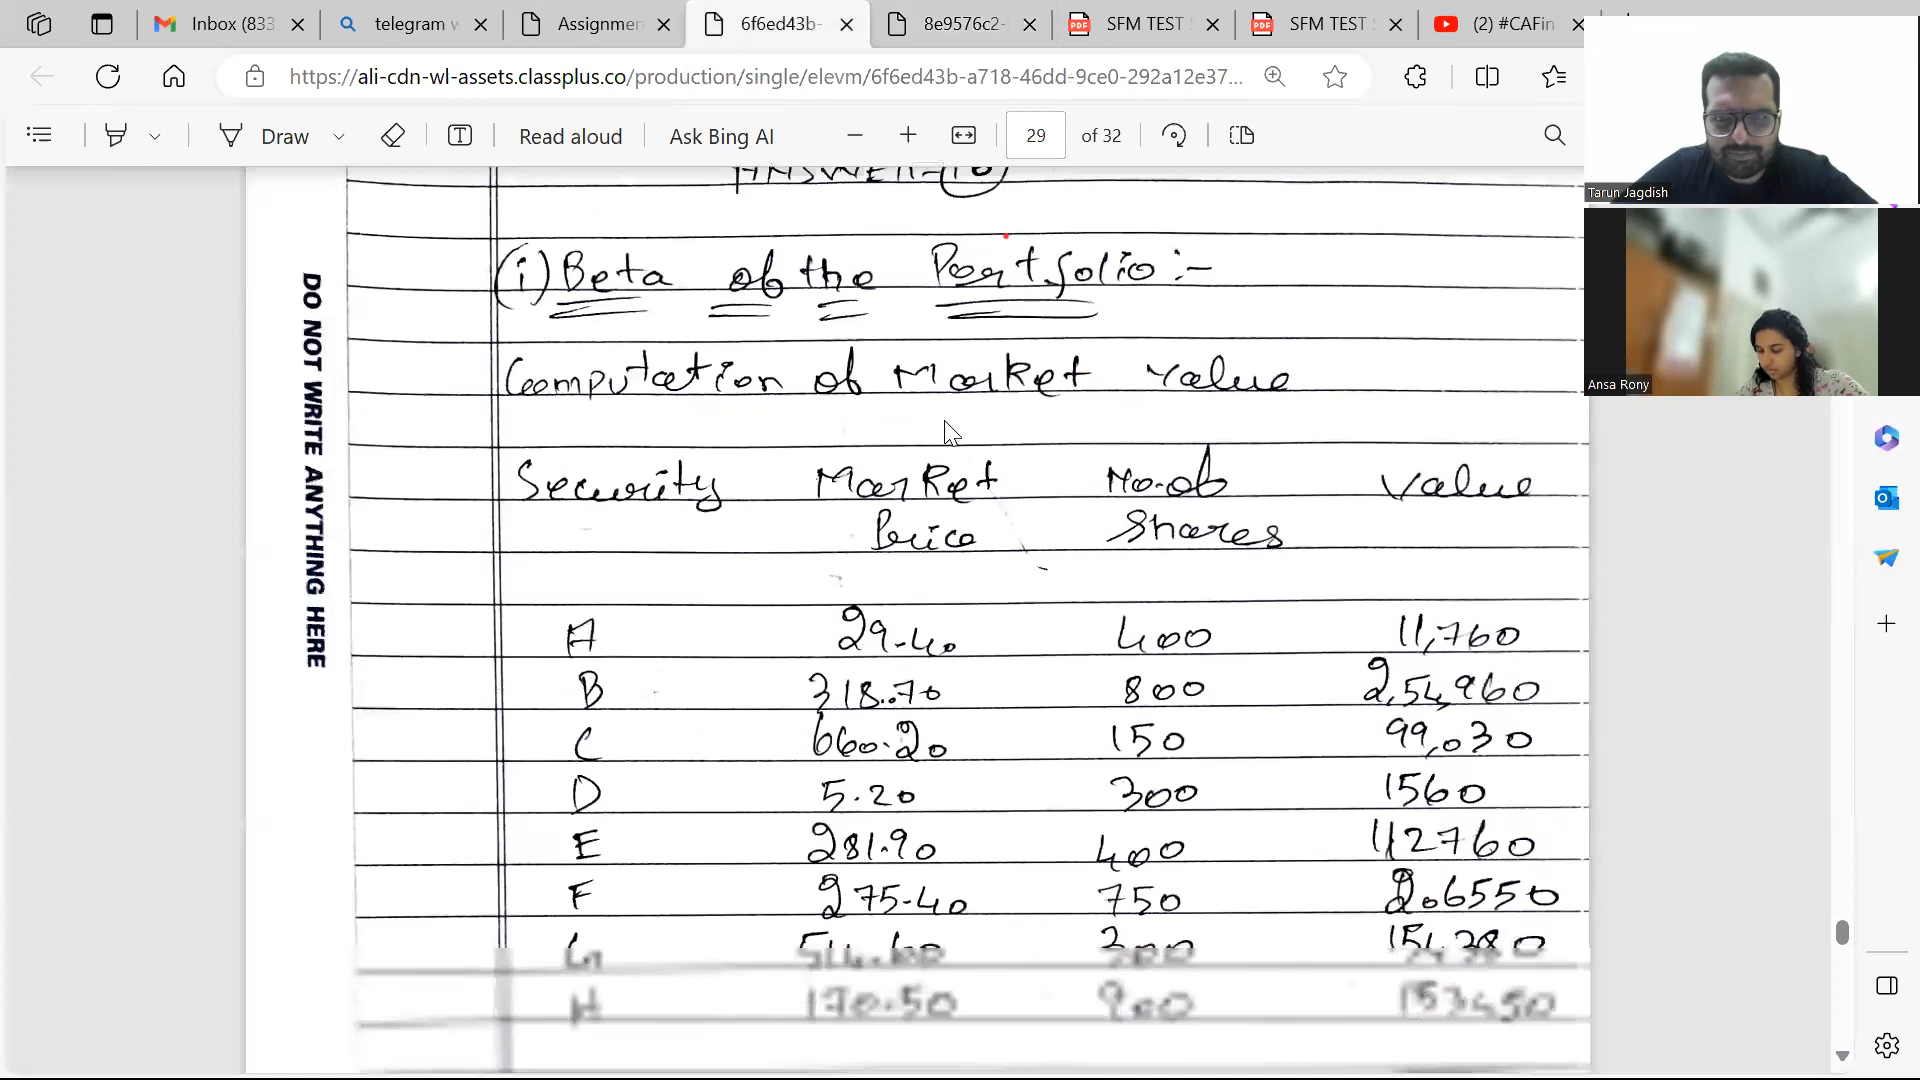 Inbox (833
telegram w
Assignmen
6f6ed43b-
8e9576c2-
SFM TEST
SFM TEST
(2) #CAFin
https://ali-cdn-wl-assets.classplus.co/production/single/elevm/6f6ed43b-a718-46dd-9ce0-292a12e37...
Draw
Read aloud
Ask Bing AI
29 of 32
Tarun Jagdish
Ansa Rony
DO NOT WRITE ANYTHING HERE
(i) Beta of the Portfolio :-
Computation of Market Value
Security Market No. of Value
Price Shares
A 29.40 400 11,760
B 318.70 800 2,54,960
C 660.20 150 99,030
D 5.20 300 1560
E 281.90 400 112760
F 275.40 750 206550
G 514.60 300 154380
H 170.50 900 153450